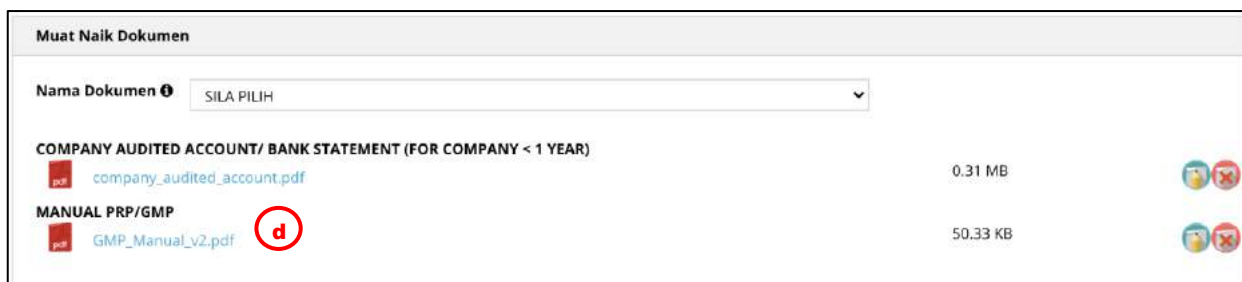 Muat Naik Dokumen
Nama Dokumen
SILA PILIH
COMPANY AUDITED ACCOUNT/ BANK STATEMENT (FOR COMPANY < 1 YEAR)
pdf company_audited_account.pdf 0.31 MB
MANUAL PRP/GMP
pdf GMP_Manual_v2.pdf d 50.33 KB